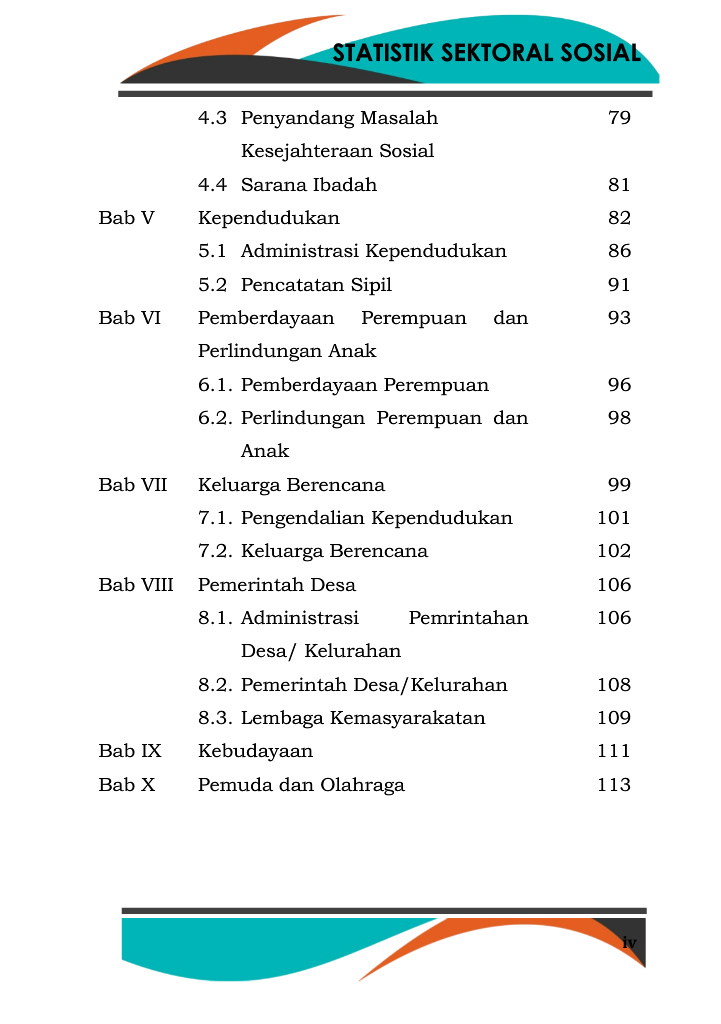 STATISTIK SEKTORAL SOSIAL
4.3 Penyandang Masalah 79
Kesejahteraan Sosial
4.4 Sarana Ibadah 81
Bab V Kependudukan 82
5.1 Administrasi Kependudukan 86
5.2 Pencatatan Sipil 91
Bab VI Pemberdayaan Perempuan dan 93
Perlindungan Anak
6.1. Pemberdayaan Perempuan 96
6.2. Perlindungan Perempuan dan 98
Anak
Bab VII Keluarga Berencana 99
7.1. Pengendalian Kependudukan 101
7.2. Keluarga Berencana 102
Bab VIII Pemerintah Desa 106
8.1. Administrasi Pemrintahan 106
Desa/ Kelurahan
8.2. Pemerintah Desa/Kelurahan 108
8.3. Lembaga Kemasyarakatan 109
Bab IX Kebudayaan 111
Bab X Pemuda dan Olahraga 113
iv